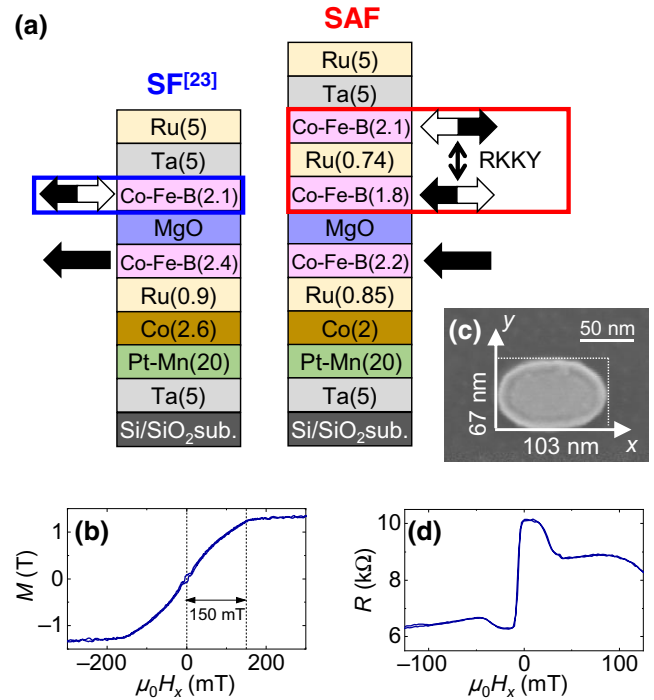 (a)
SF[23]
Ru(5)
Ta(5)
Co-Fe-B(2.1)
MgO
Co-Fe-B(2.4)
Ru(0.9)
Co(2.6)
Pt-Mn(20)
Ta(5)
Si/SiO2sub.
SAF
Ru(5)
Ta(5)
Co-Fe-B(2.1)
Ru(0.74)
RKKY
Co-Fe-B(1.8)
MgO
Co-Fe-B(2.2)
Ru(0.85)
Co(2)
Pt-Mn(20)
Ta(5)
Si/SiO2sub.
(c)
y
50 nm
67 nm
103 nm
x
(b)
M (T)
1
0
−1
150 mT
−200
0
200
μ0Hx (mT)
(d)
R (kΩ)
10
8
6
−100
−50
0
50
100
μ0Hx (mT)